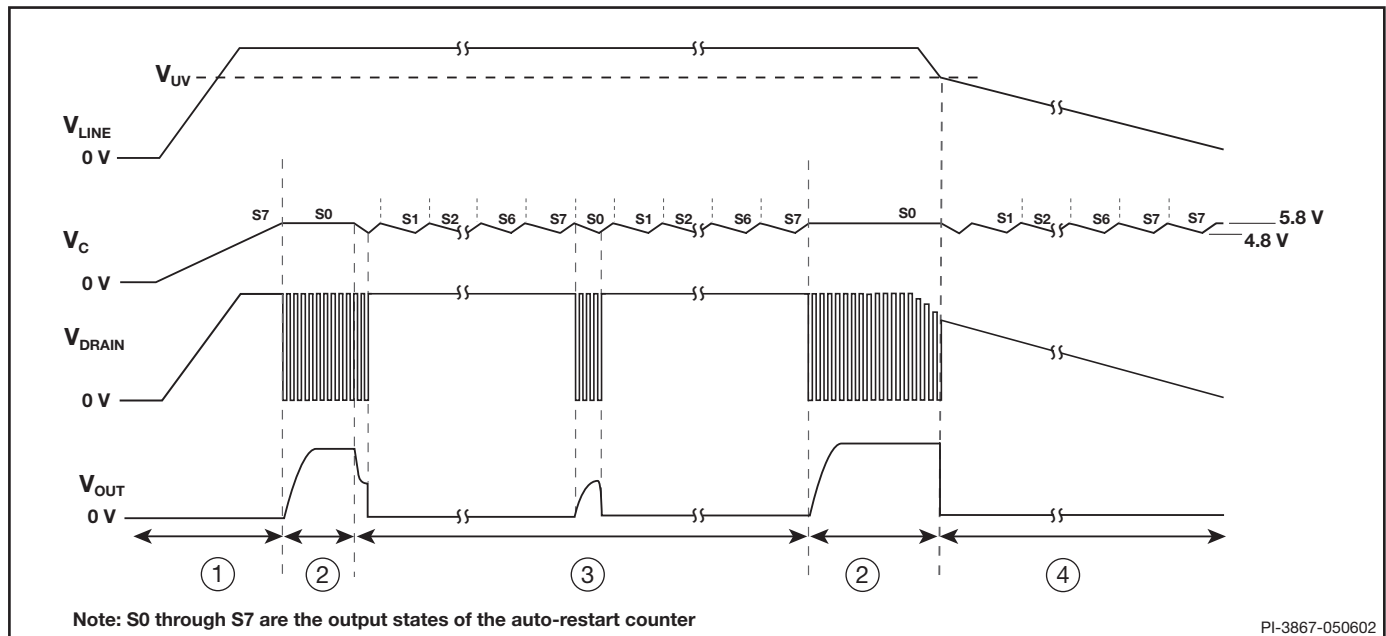 V_UV
V_LINE
0 V
S7 S0 S1 S2 S6 S7 S0 S1 S2 S6 S7 S0 S1 S2 S6 S7 S7 5.8 V
4.8 V
V_C
0 V
V_DRAIN
0 V
V_OUT
0 V
1 2 3 2 4
Note: S0 through S7 are the output states of the auto-restart counter
PI-3867-050602